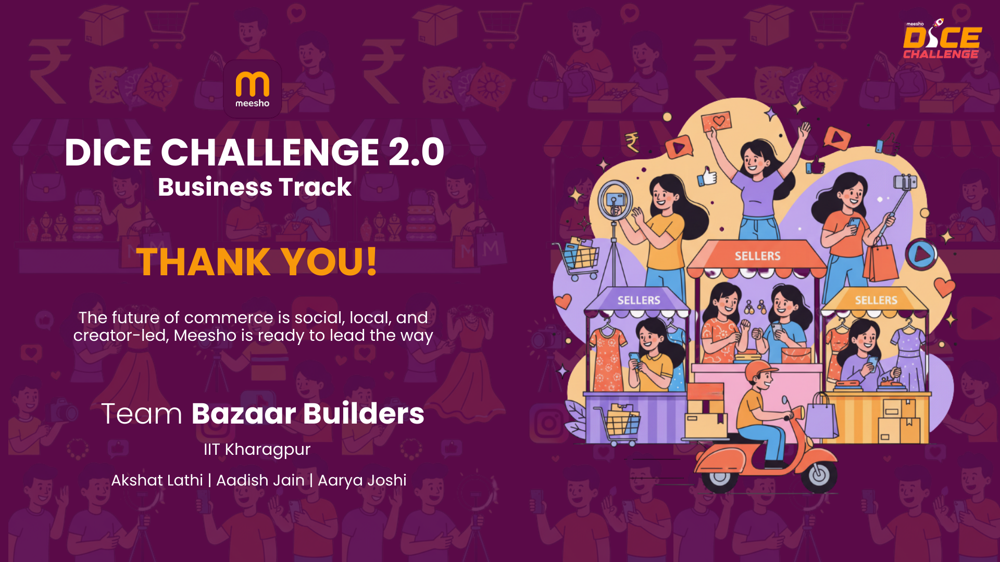 meesho
DICE
CHALLENGE
meesho
DICE CHALLENGE 2.0
Business Track
THANK YOU!
The future of commerce is social, local, and
creator-led, Meesho is ready to lead the way
Team Bazaar Builders
IIT Kharagpur
Akshat Lathi | Aadish Jain | Aarya Joshi
SELLERS
SELLERS
SELLERS